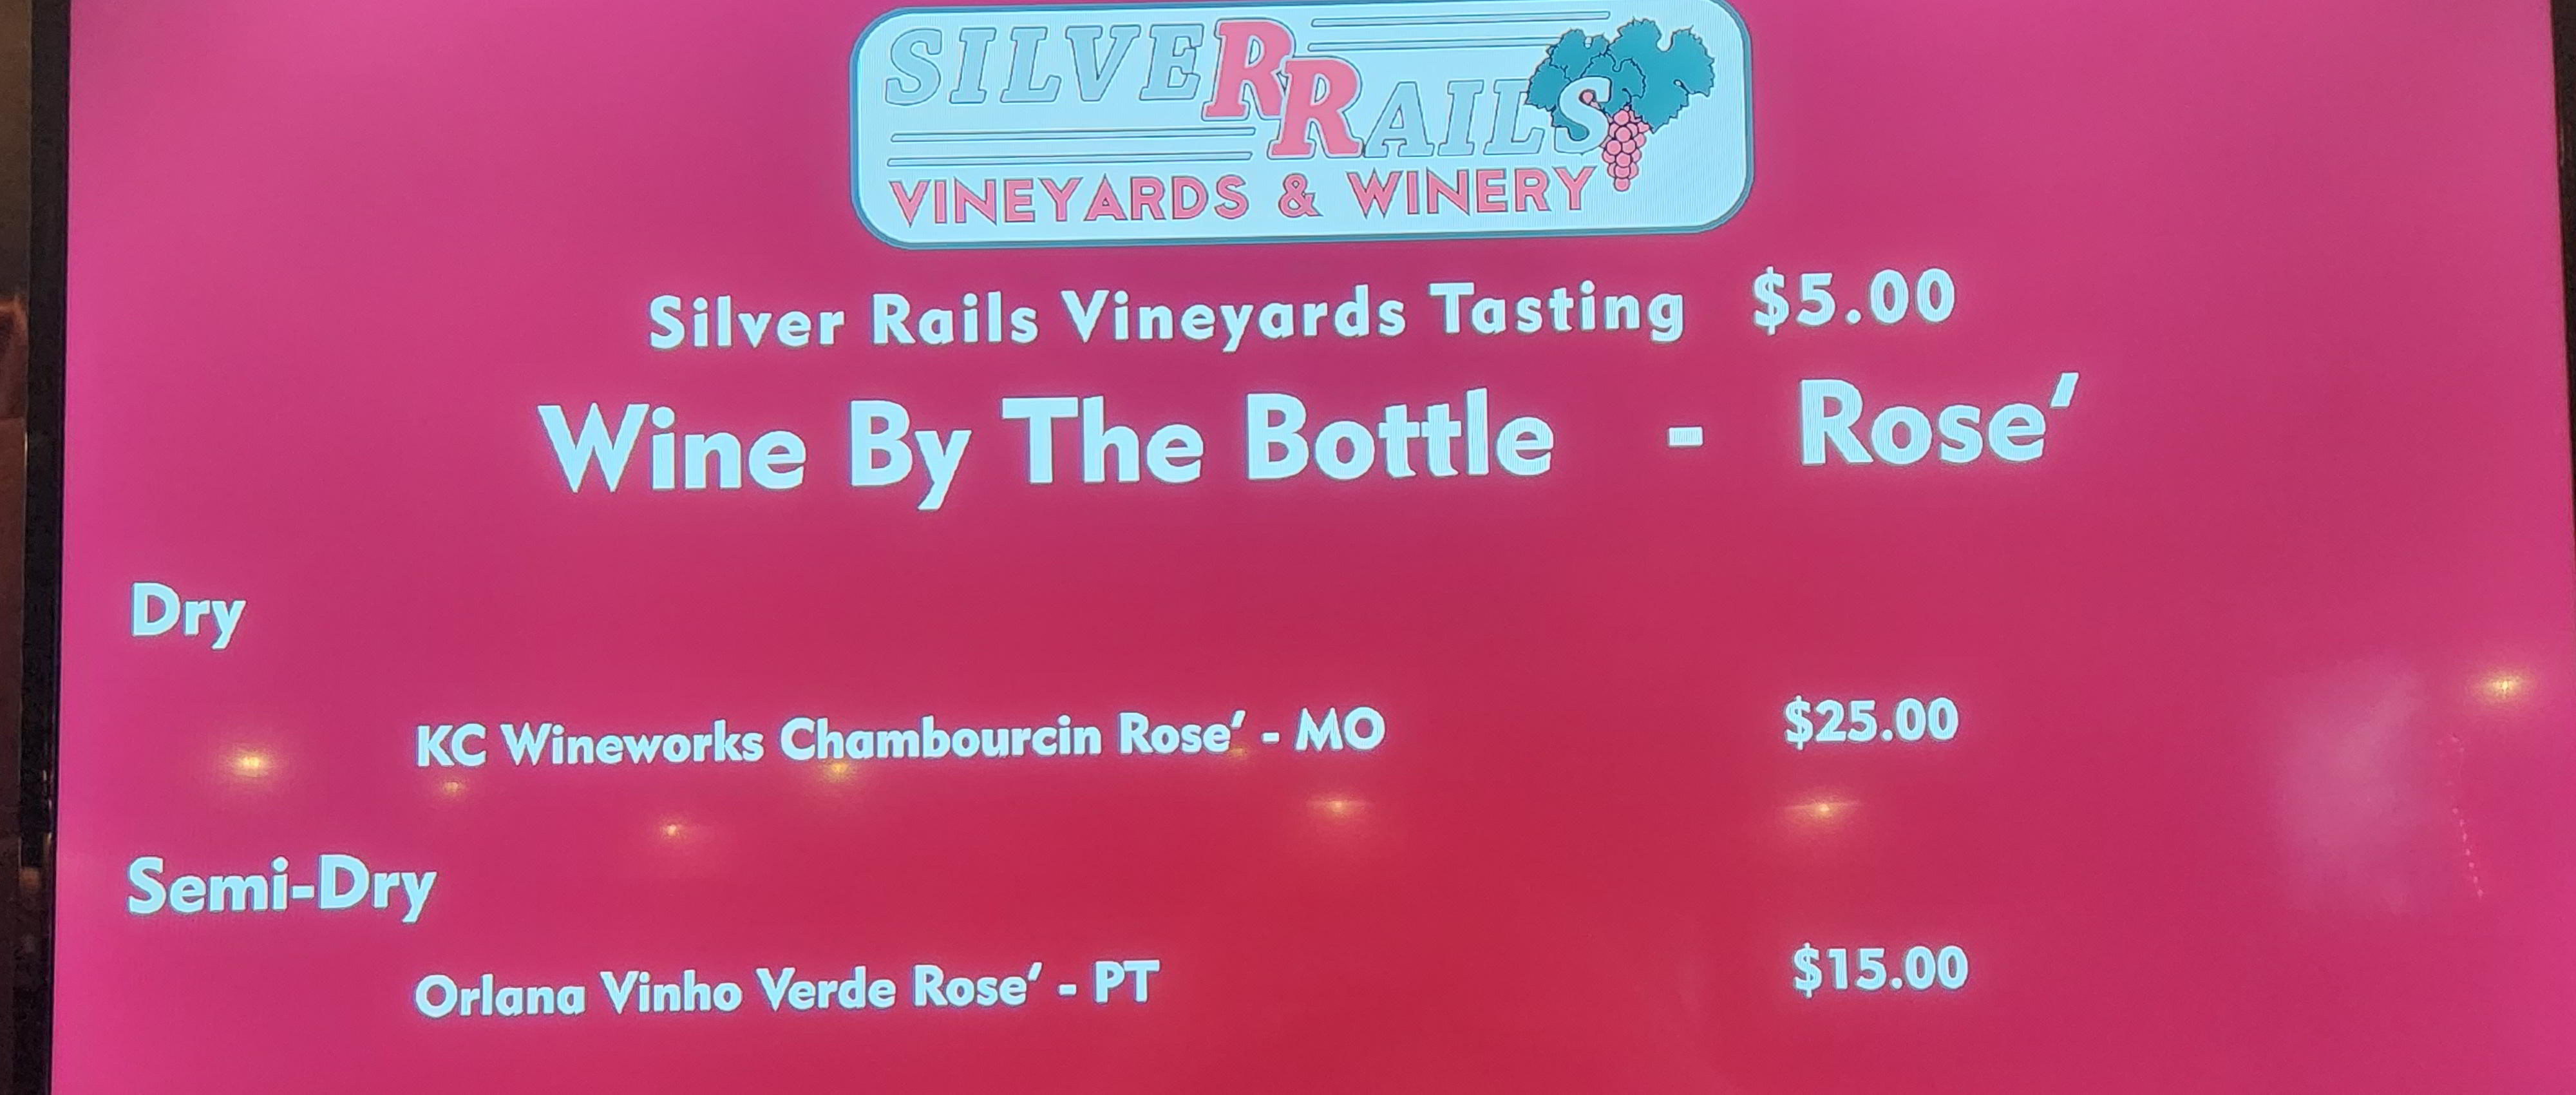 SILVER RAILS
VINEYARDS & WINERY
Silver Rails Vineyards Tasting $5.00
Wine By The Bottle - Rose'
Dry
KC Wineworks Chambourcin Rose' - MO $25.00
Semi-Dry
Orlana Vinho Verde Rose' - PT $15.00